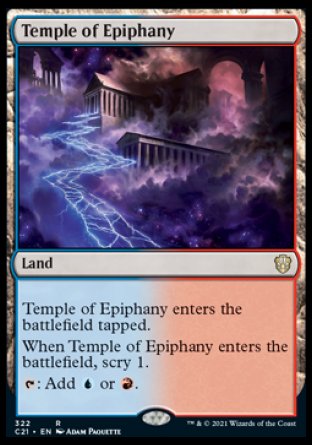 Temple of Epiphany
Land
Temple of Epiphany enters the
battlefield tapped.
When Temple of Epiphany enters the
battlefield, scry 1.
: Add or .
322 R
C21 • EN Adam Paquette
™ & © 2021 Wizards of the Coast